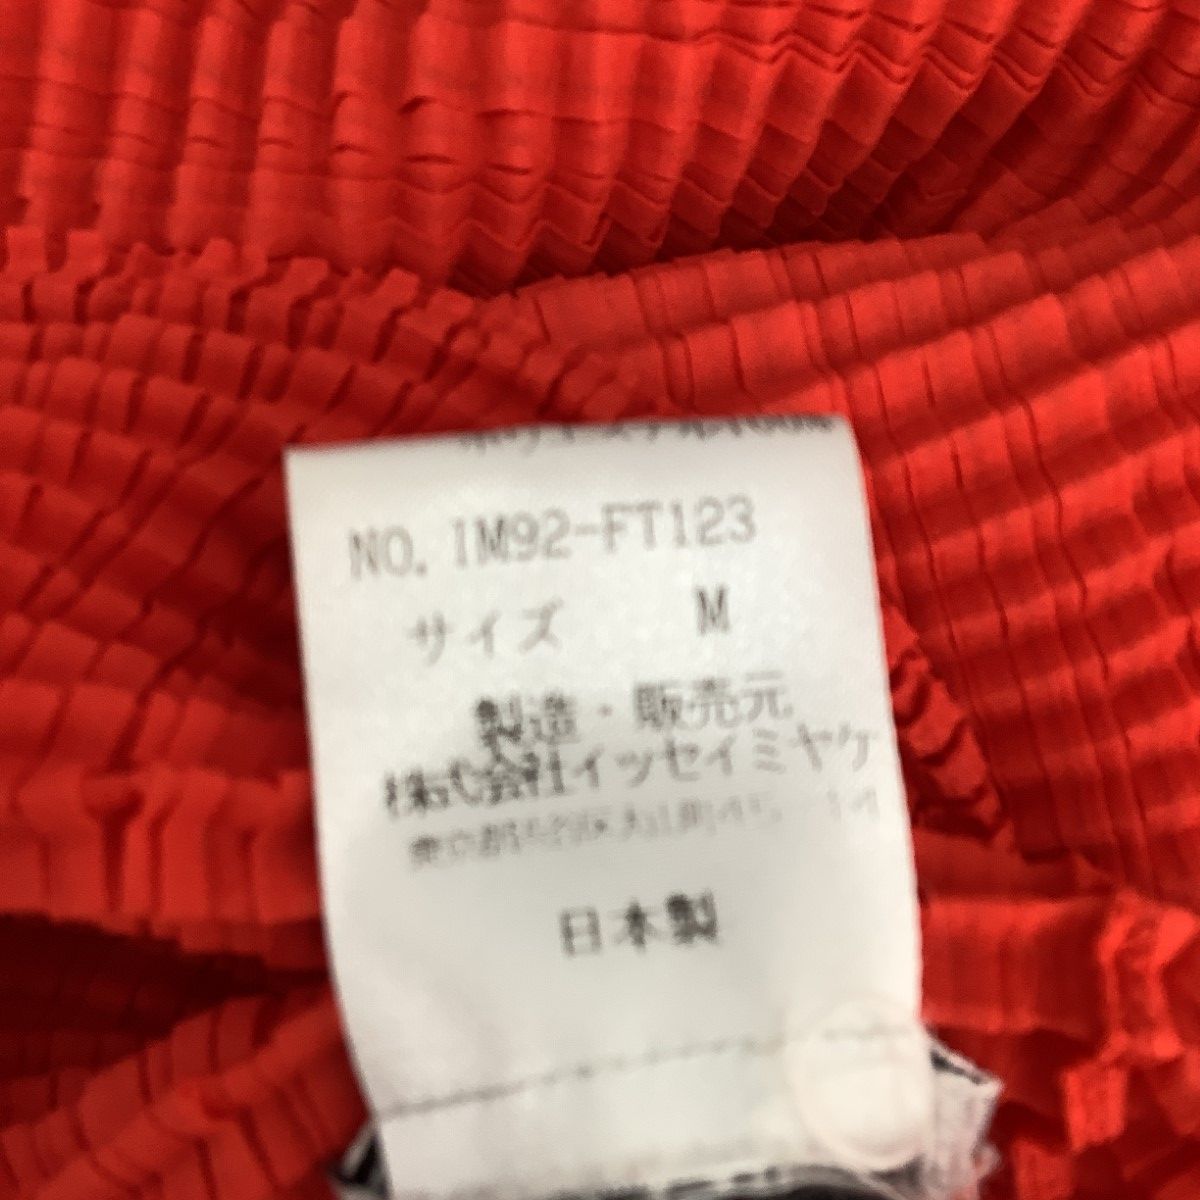 NO. IM92-FT123
サイズ M
製造・販売元
株式会社イッセイミヤケ
日本製